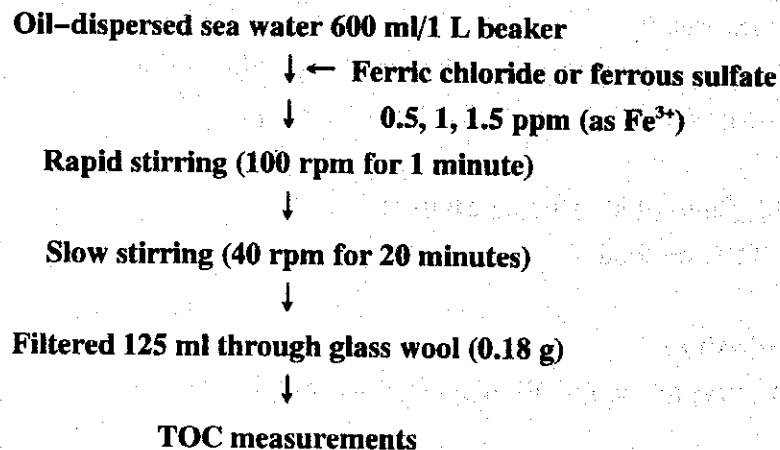 Oil–dispersed sea water 600 ml/1 L beaker
↓ ← Ferric chloride or ferrous sulfate
↓ 0.5, 1, 1.5 ppm (as Fe³⁺)
Rapid stirring (100 rpm for 1 minute)
↓
Slow stirring (40 rpm for 20 minutes)
↓
Filtered 125 ml through glass wool (0.18 g)
↓
TOC measurements